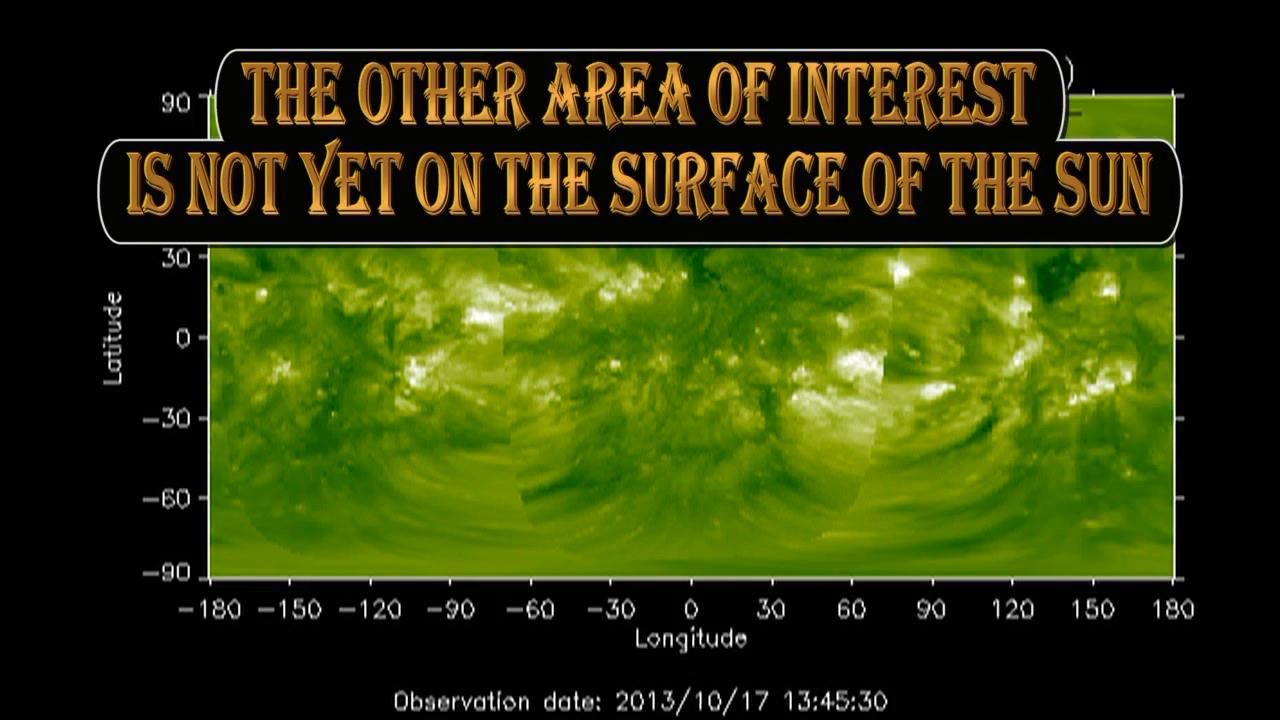 THE OTHER AREA OF INTEREST
IS NOT YET ON THE SURFACE OF THE SUN
90
30
0
−30
−60
−90
Latitude
−180 −150 −120 −90 −60 −30 0 30 60 90 120 150 180
Longitude
Observation date: 2013/10/17 13:45:30